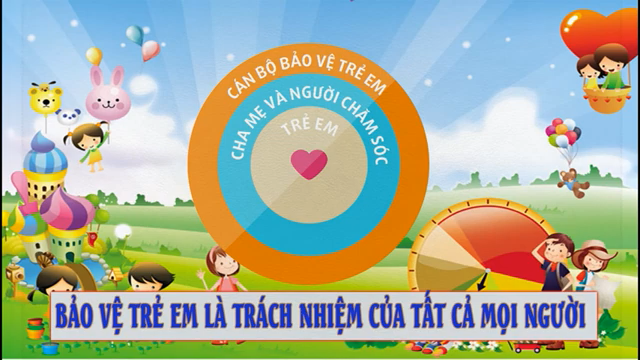 CÁN BỘ BẢO VỆ TRẺ EM
CHA MẸ VÀ NGƯỜI CHĂM SÓC
TRẺ EM
BẢO VỆ TRẺ EM LÀ TRÁCH NHIỆM CỦA TẤT CẢ MỌI NGƯỜI